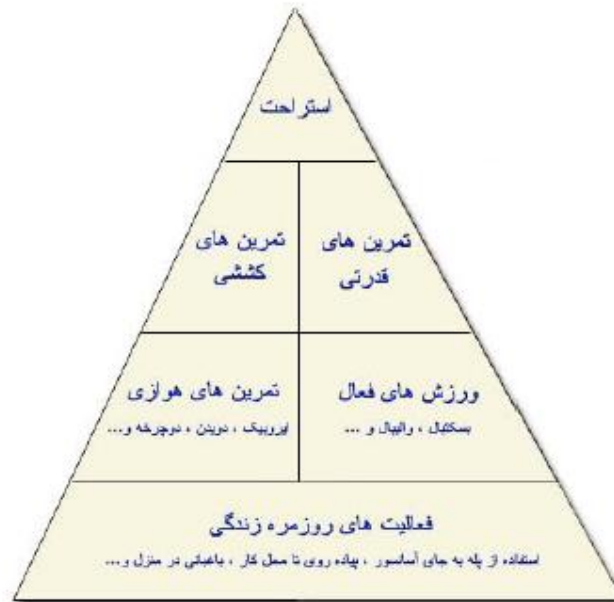 استراحت
تمرین های
قدرتی
تمرین های
کششی
ورزش های فعال
بسکتبال ، والیبال و ...
تمرین های هوازی
ایروبیک ، دویدن ، دوچرخه و...
فعالیت های روزمره زندگی
استفاده از پله به جای آسانسور ، پیاده روی تا محل کار ، باغبانی در منزل و...